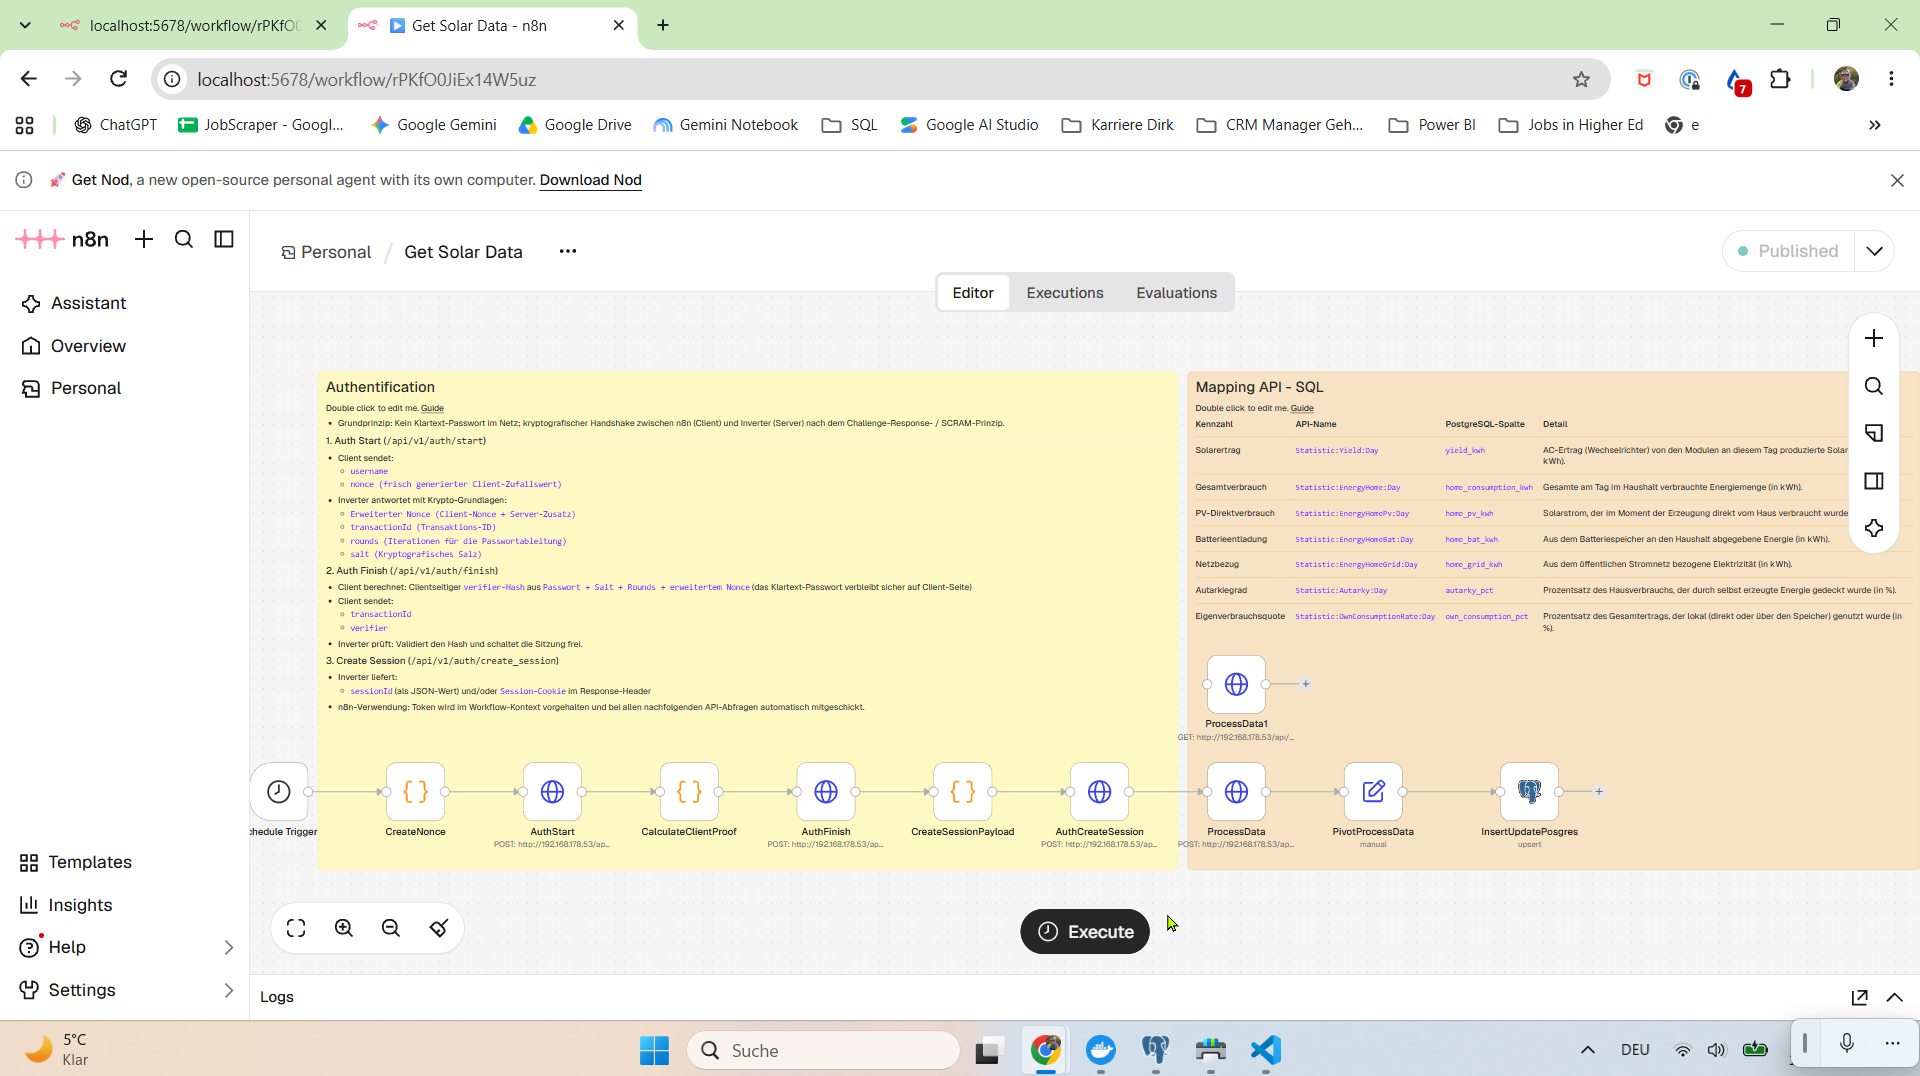 localhost:5678/workflow/rPKfO0
Get Solar Data - n8n
localhost:5678/workflow/rPKfO0JiEx14W5uz
7
ChatGPT
JobScraper - Googl...
Google Gemini
Google Drive
Gemini Notebook
SQL
Google AI Studio
Karriere Dirk
CRM Manager Geh...
Power BI
Jobs in Higher Ed
e
Get Nod, a new open-source personal agent with its own computer. Download Nod
n8n
Personal / Get Solar Data
Published
Editor
Executions
Evaluations
Assistant
Overview
Personal
Templates
Insights
Help
Settings
Authentification
Double click to edit me. Guide
• Grundprinzip: Kein Klartext-Passwort im Netz; kryptografischer Handshake zwischen n8n (Client) und Inverter (Server) nach dem Challenge-Response- / SCRAM-Prinzip.
1. Auth Start (/api/v1/auth/start)
• Client sendet:
username
nonce (frisch generierter Client-Zufallswert)
• Inverter antwortet mit Krypto-Grundlagen:
Erweiterter Nonce (Client-Nonce + Server-Zusatz)
transactionId (Transaktions-ID)
rounds (Iterationen für die Passwortableitung)
salt (Kryptografisches Salz)
2. Auth Finish (/api/v1/auth/finish)
• Client berechnet: Clientseitiger verifier-Hash aus Passwort + Salt + Rounds + erweitertem Nonce (das Klartext-Passwort verbleibt sicher auf Client-Seite)
• Client sendet:
transactionId
verifier
• Inverter prüft: Validiert den Hash und schaltet die Sitzung frei.
3. Create Session (/api/v1/auth/create_session)
• Inverter liefert:
sessionId (als JSON-Wert) und/oder Session-Cookie im Response-Header
• n8n-Verwendung: Token wird im Workflow-Kontext vorgehalten und bei allen nachfolgenden API-Abfragen automatisch mitgeschickt.
Mapping API - SQL
Double click to edit me. Guide
Kennzahl API-Name PostgreSQL-Spalte Detail
Solarertrag Statistic:Yield:Day yield_kwh AC-Ertrag (Wechselrichter) von den Modulen an diesem Tag produzierte Solar
kWh).
Gesamtverbrauch Statistic:EnergyHome:Day home_consumption_kwh Gesamte am Tag im Haushalt verbrauchte Energiemenge (in kWh).
PV-Direktverbrauch Statistic:EnergyHomePv:Day home_pv_kwh Solarstrom, der im Moment der Erzeugung direkt vom Haus verbraucht wurde
Batterieentladung Statistic:EnergyHomeBat:Day home_bat_kwh Aus dem Batteriespeicher an den Haushalt abgegebene Energie (in kWh).
Netzbezug Statistic:EnergyHomeGrid:Day home_grid_kwh Aus dem öffentlichen Stromnetz bezogene Elektrizität (in kWh).
Autarkiegrad Statistic:Autarky:Day autarky_pct Prozentsatz des Hausverbrauchs, der durch selbst erzeugte Energie gedeckt wurde (in %).
Eigenverbrauchsquote Statistic:OwnConsumptionRate:Day own_consumption_pct Prozentsatz des Gesamtertrags, der lokal (direkt oder über den Speicher) genutzt wurde (in
%).
ProcessData1
GET: http://192.168.178.53/api/...
chedule Trigger
CreateNonce
AuthStart
POST: http://192.168.178.53/ap...
CalculateClientProof
AuthFinish
POST: http://192.168.178.53/ap...
CreateSessionPayload
AuthCreateSession
POST: http://192.168.178.53/ap...
ProcessData
POST: http://192.168.178.53/ap...
PivotProcessData
manual
InsertUpdatePosgres
upsert
Execute
Logs
5°C
Klar
Suche
DEU